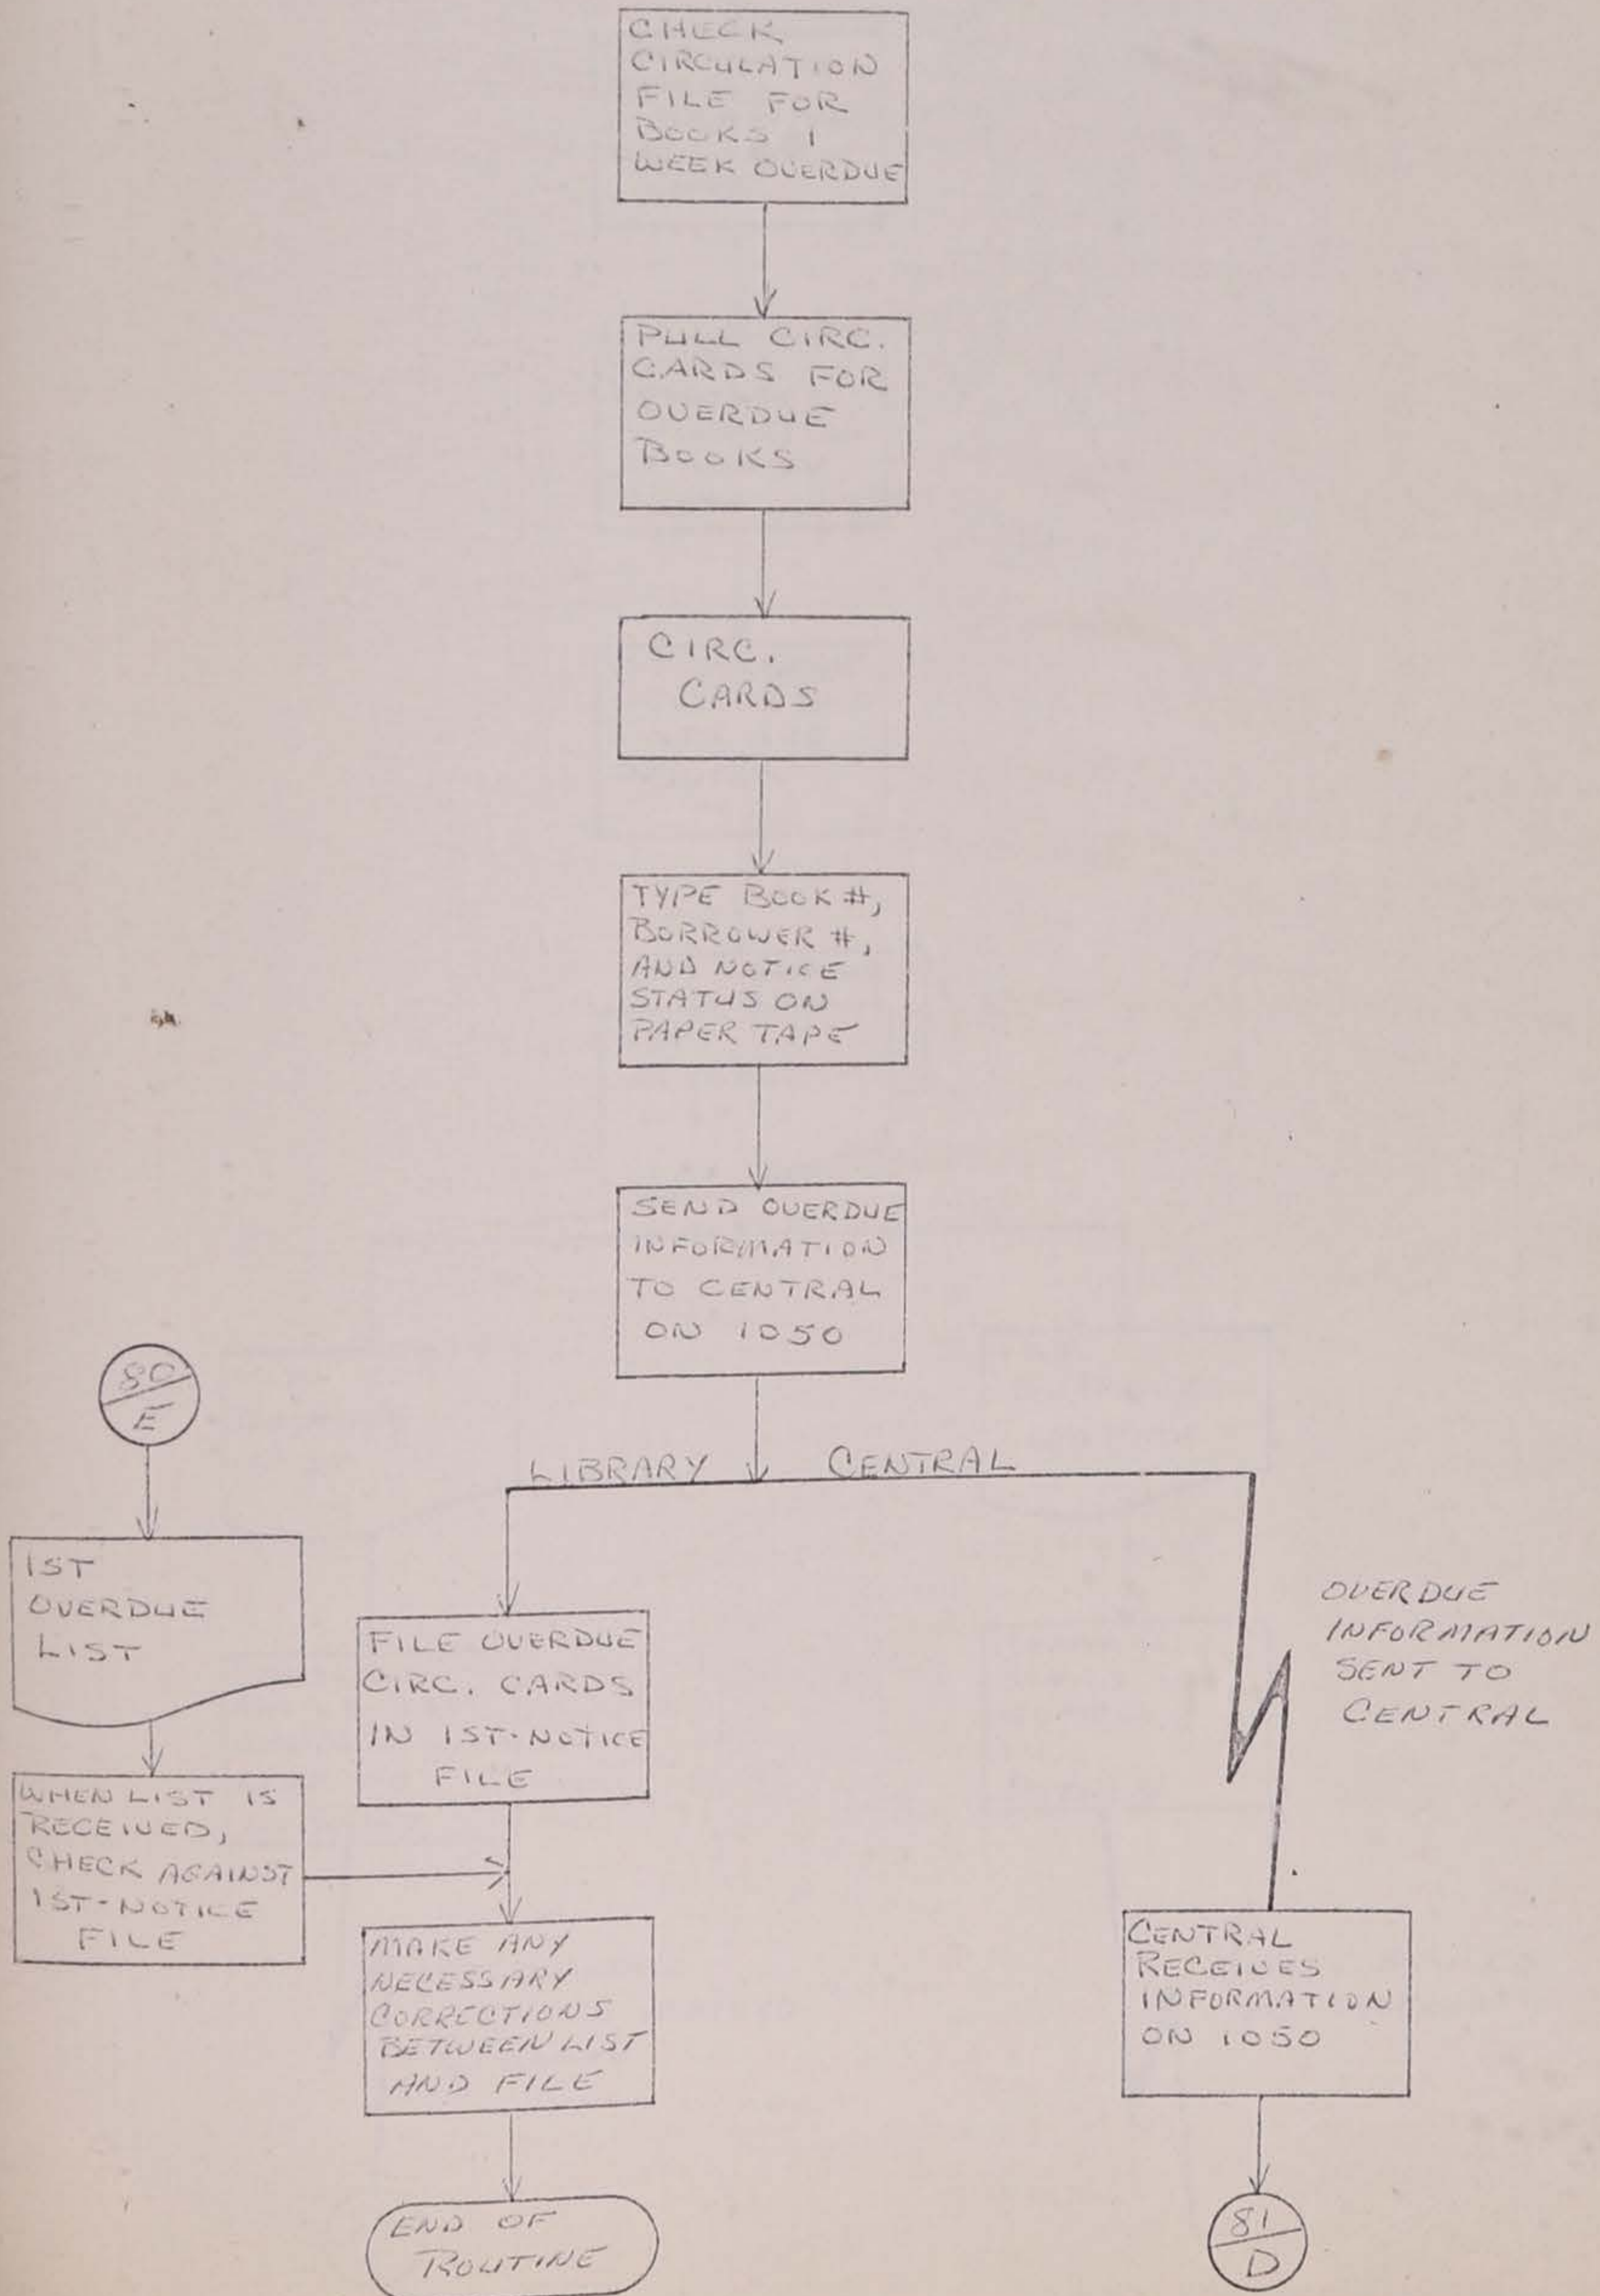 CHECK
CIRCULATION
FILE FOR
BOOKS 1
WEEK OVERDUE
PULL CIRC.
CARDS FOR
OVERDUE
BOOKS
CIRC.
CARDS
TYPE BOOK #,
BORROWER #,
AND NOTICE
STATUS ON
PAPER TAPE
SEND OVERDUE
INFORMATION
TO CENTRAL
ON 1050
LIBRARY CENTRAL
80
E
1ST
OVERDUE
LIST
WHEN LIST IS
RECEIVED,
CHECK AGAINST
1ST-NOTICE
FILE
FILE OVERDUE
CIRC. CARDS
IN 1ST-NOTICE
FILE
MAKE ANY
NECESSARY
CORRECTIONS
BETWEEN LIST
AND FILE
END OF
ROUTINE
OVERDUE
INFORMATION
SENT TO
CENTRAL
CENTRAL
RECEIVES
INFORMATION
ON 1050
81
D